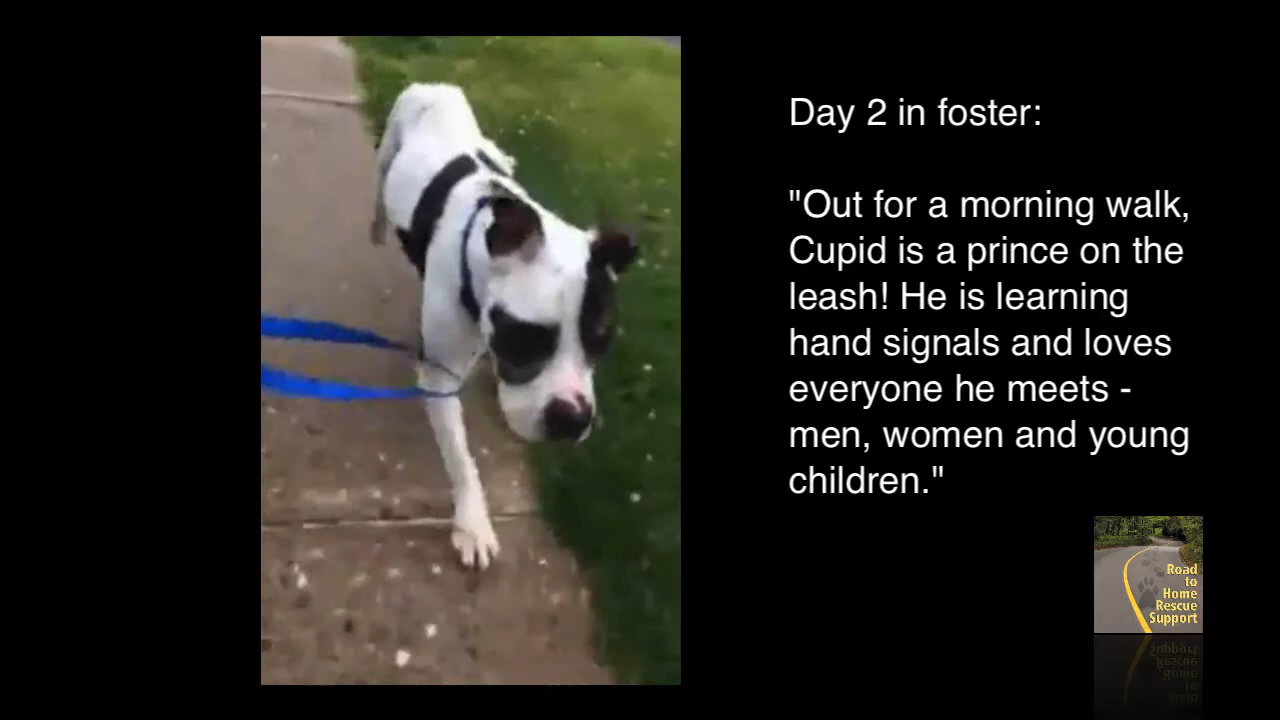 Day 2 in foster:
"Out for a morning walk,
Cupid is a prince on the
leash! He is learning
hand signals and loves
everyone he meets -
men, women and young
children."
Road
to
Home
Rescue
Support